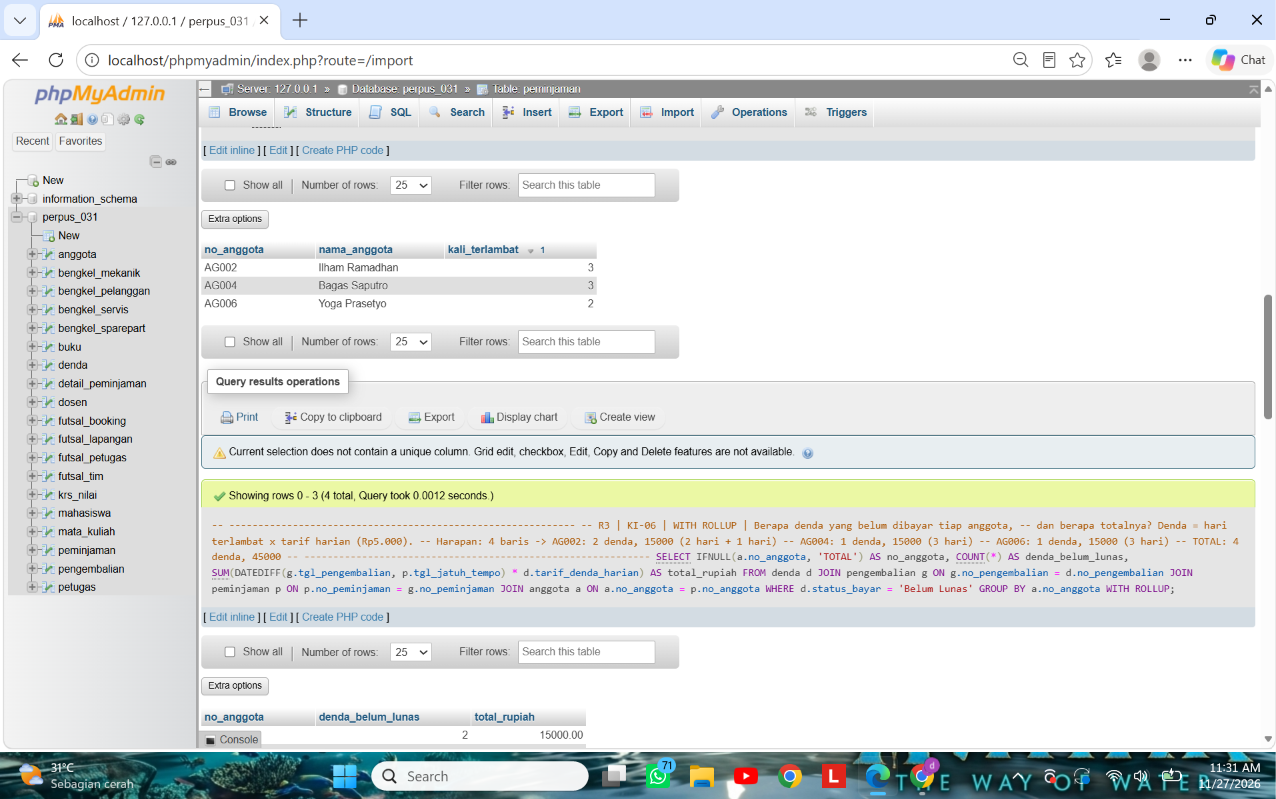 localhost / 127.0.0.1 / perpus_031
localhost/phpmyadmin/index.php?route=/import
Chat
phpMyAdmin
Recent
Favorites
New
information_schema
perpus_031
New
anggota
bengkel_mekanik
bengkel_pelanggan
bengkel_servis
bengkel_sparepart
buku
denda
detail_peminjaman
dosen
futsal_booking
futsal_lapangan
futsal_petugas
futsal_tim
krs_nilai
mahasiswa
mata_kuliah
peminjaman
pengembalian
petugas
Server: 127.0.0.1 » Database: perpus_031 » Table: peminjaman
Browse Structure SQL Search Insert Export Import Operations Triggers
[ Edit inline ] [ Edit ] [ Create PHP code ]
Show all | Number of rows: 25 Filter rows: Search this table
Extra options
no_anggota nama_anggota kali_terlambat 1
AG002 Ilham Ramadhan 3
AG004 Bagas Saputro 3
AG006 Yoga Prasetyo 2
Show all | Number of rows: 25 Filter rows: Search this table
Query results operations
Print Copy to clipboard Export Display chart Create view
Current selection does not contain a unique column. Grid edit, checkbox, Edit, Copy and Delete features are not available.
Showing rows 0 - 3 (4 total, Query took 0.0012 seconds.)
-- -------------------------------------------------- -- R3 | KI-06 | WITH ROLLUP | Berapa denda yang belum dibayar tiap anggota, -- dan berapa totalnya? Denda = hari
terlambat x tarif harian (Rp5.000). -- Harapan: 4 baris -> AG002: 2 denda, 15000 (2 hari + 1 hari) -- AG004: 1 denda, 15000 (3 hari) -- AG006: 1 denda, 15000 (3 hari) -- TOTAL: 4
denda, 45000 -- -------------------------------------------------- SELECT IFNULL(a.no_anggota, 'TOTAL') AS no_anggota, COUNT(*) AS denda_belum_lunas,
SUM(DATEDIFF(g.tgl_pengembalian, p.tgl_jatuh_tempo) * d.tarif_denda_harian) AS total_rupiah FROM denda d JOIN pengembalian g ON g.no_pengembalian = d.no_pengembalian JOIN
peminjaman p ON p.no_peminjaman = g.no_peminjaman JOIN anggota a ON a.no_anggota = p.no_anggota WHERE d.status_bayar = 'Belum Lunas' GROUP BY a.no_anggota WITH ROLLUP;
[ Edit inline ] [ Edit ] [ Create PHP code ]
Show all | Number of rows: 25 Filter rows: Search this table
Extra options
no_anggota denda_belum_lunas total_rupiah
2 15000.00
Console
31°C
Sebagian cerah
Search
71
L
d
THE WAY OF WATER
11:31 AM
11/27/2026